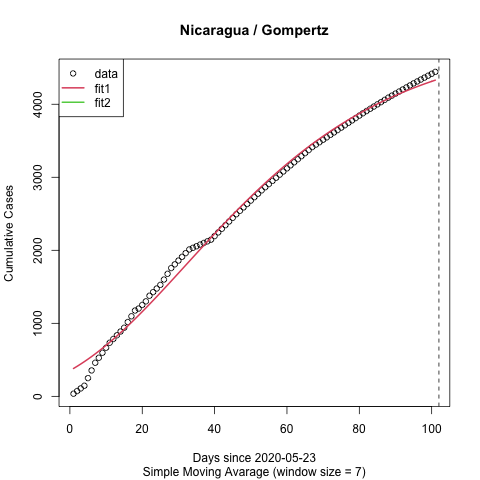 Nicaragua / Gompertz
data
fit1
fit2
Cumulative Cases
4000
3000
2000
1000
0
0 20 40 60 80 100
Days since 2020-05-23
Simple Moving Avarage (window size = 7)